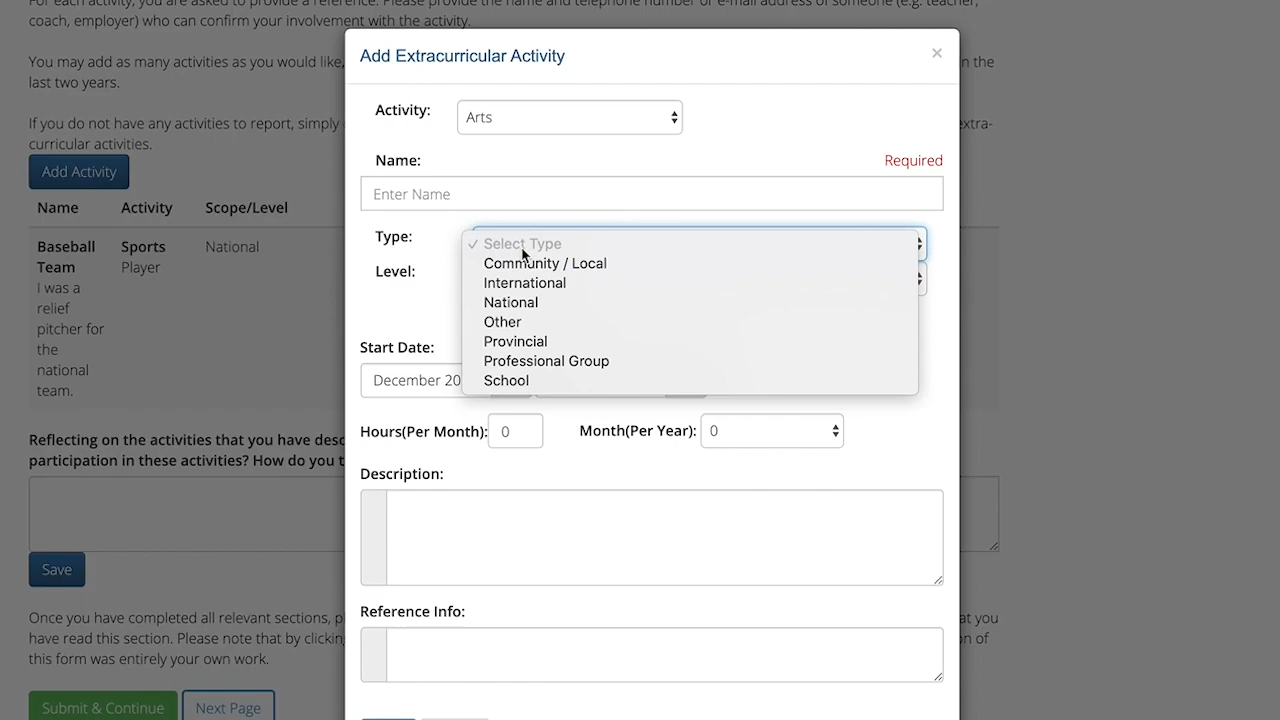 For each activity, you are asked to provide a reference. Please provide the name and telephone number or e-mail address of someone (e.g. teacher,
coach, employer) who can confirm your involvement with the activity.
You may add as many activities as you would like,
n the
last two years.
If you do not have any activities to report, simply
extra-
curricular activities.
Add Activity
Name Activity Scope/Level
Baseball Sports National
Team Player
I was a
relief
pitcher for
the
national
team.
Reflecting on the activities that you have desc
participation in these activities? How do you t
Save
Once you have completed all relevant sections, p
at you
have read this section. Please note that by clickin
on of
this form was entirely your own work.
Submit & Continue Next Page
Add Extracurricular Activity ×
Activity: Arts
Name: Required
Enter Name
Type:
✓ Select Type
Community / Local
International
National
Other
Provincial
Professional Group
School
Level:
Start Date:
December 20
Hours(Per Month): 0 Month(Per Year): 0
Description:
Reference Info: